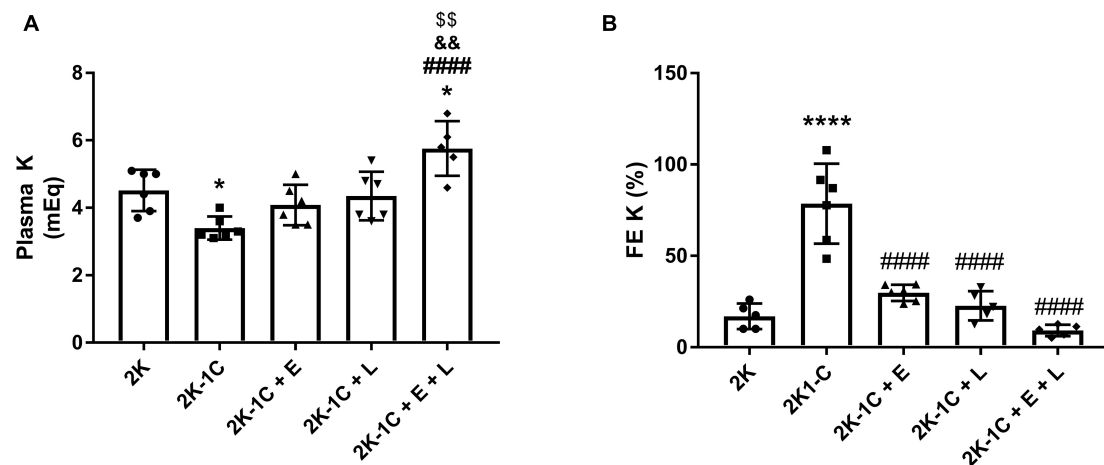 A
Plasma K
(mEq)
8
6
4
2
0
$$
&&
####
*
*
2K
2K-1C
2K-1C + E
2K-1C + L
2K-1C + E + L
B
FE K (%)
150
100
50
0
****
####
####
####
2K
2K1-C
2K-1C + E
2K-1C + L
2K-1C + E + L